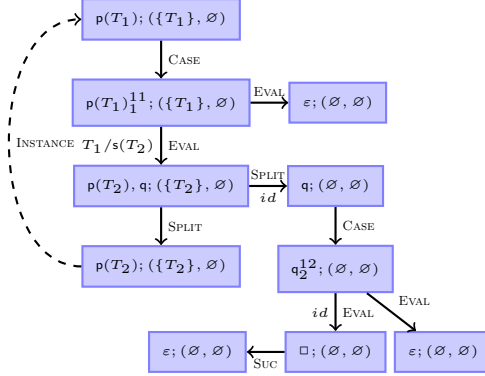 p(T₁); ({T₁}, ∅)
CASE
p(T₁)₁¹¹; ({T₁}, ∅)
EVAL
ε; (∅, ∅)
INSTANCE T₁/s(T₂) EVAL
p(T₂), q; ({T₂}, ∅)
SPLIT
id
q; (∅, ∅)
SPLIT
CASE
p(T₂); ({T₂}, ∅)
q₂¹²; (∅, ∅)
id EVAL
EVAL
ε; (∅, ∅)
SUC
□; (∅, ∅)
ε; (∅, ∅)